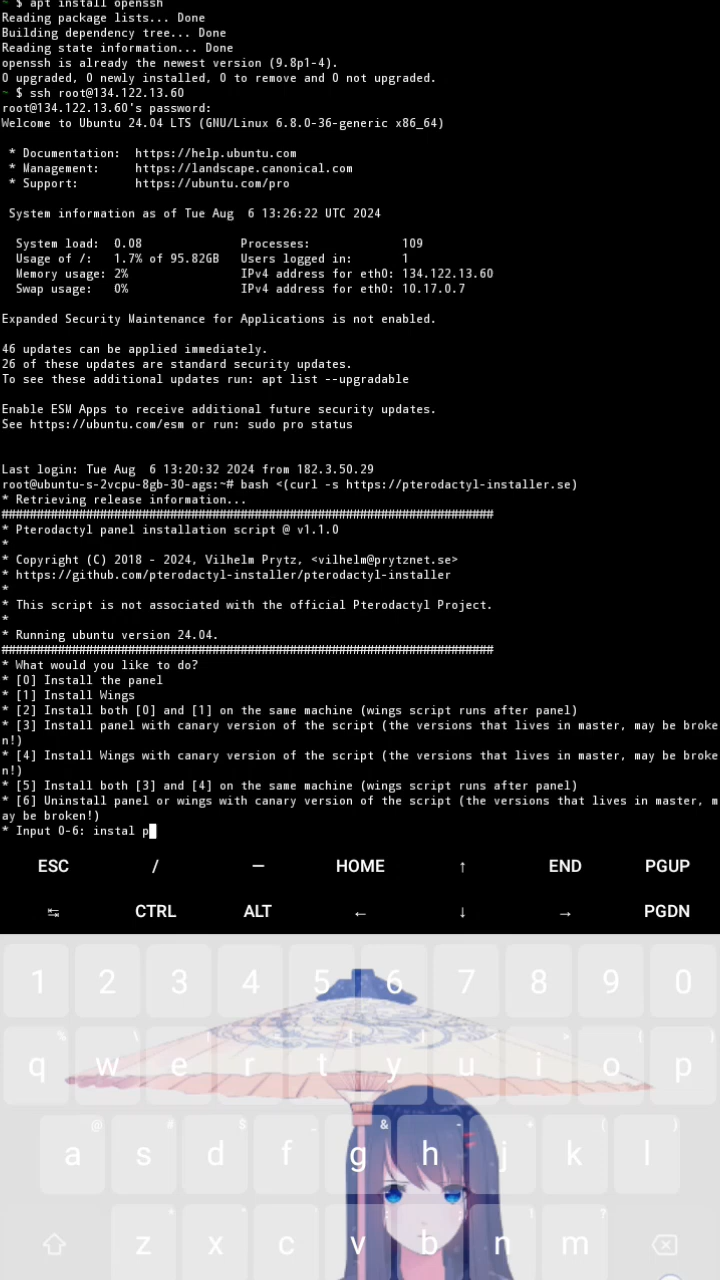 ~ $ apt install openssh
Reading package lists... Done
Building dependency tree... Done
Reading state information... Done
openssh is already the newest version (9.8p1-4).
0 upgraded, 0 newly installed, 0 to remove and 0 not upgraded.
~ $ ssh root@134.122.13.60
root@134.122.13.60's password:
Welcome to Ubuntu 24.04 LTS (GNU/Linux 6.8.0-36-generic x86_64)
* Documentation:  https://help.ubuntu.com
* Management:     https://landscape.canonical.com
* Support:        https://ubuntu.com/pro
System information as of Tue Aug  6 13:26:22 UTC 2024
System load:  0.08               Processes:             109
Usage of /:   1.7% of 95.82GB   Users logged in:       1
Memory usage: 2%                 IPv4 address for eth0: 134.122.13.60
Swap usage:   0%                 IPv4 address for eth0: 10.17.0.7
Expanded Security Maintenance for Applications is not enabled.
46 updates can be applied immediately.
26 of these updates are standard security updates.
To see these additional updates run: apt list --upgradable
Enable ESM Apps to receive additional future security updates.
See https://ubuntu.com/esm or run: sudo pro status
Last login: Tue Aug  6 13:20:32 2024 from 182.3.50.29
root@ubuntu-s-2vcpu-8gb-30-ags:~# bash <(curl -s https://pterodactyl-installer.se)
* Retrieving release information...
######################################################################
* Pterodactyl panel installation script @ v1.1.0
*
* Copyright (C) 2018 - 2024, Vilhelm Prytz, <vilhelm@prytznet.se>
* https://github.com/pterodactyl-installer/pterodactyl-installer
*
* This script is not associated with the official Pterodactyl Project.
*
* Running ubuntu version 24.04.
######################################################################
* What would you like to do?
* [0] Install the panel
* [1] Install Wings
* [2] Install both [0] and [1] on the same machine (wings script runs after panel)
* [3] Install panel with canary version of the script (the versions that lives in master, may be broke
n!)
* [4] Install Wings with canary version of the script (the versions that lives in master, may be broke
n!)
* [5] Install both [3] and [4] on the same machine (wings script runs after panel)
* [6] Uninstall panel or wings with canary version of the script (the versions that lives in master, m
ay be broken!)
* Input 0-6: instal p
ESC / — HOME ↑ END PGUP
↹ CTRL ALT ← ↓ → PGDN
1 2 3 4 5 6 7 8 9 0
q w e r t y u i o p
a s d f g h j k l
z x c v b n m